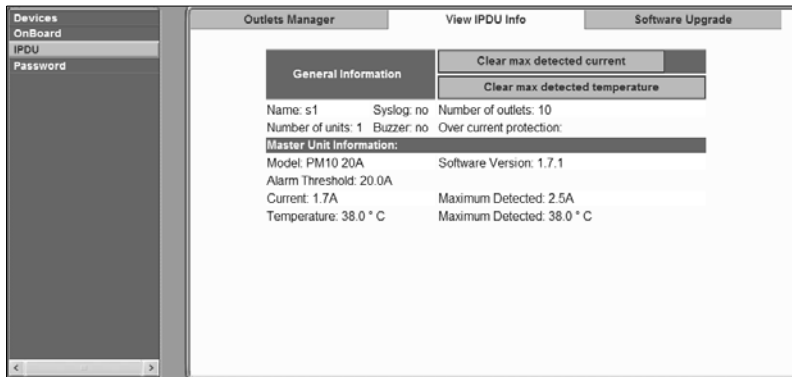 Devices
OnBoard
IPDU
Password
Outlets Manager
View IPDU Info
Software Upgrade
General Information
Clear max detected current
Clear max detected temperature
Name: s1 Syslog: no Number of outlets: 10
Number of units: 1 Buzzer: no Over current protection:
Master Unit Information:
Model: PM10 20A Software Version: 1.7.1
Alarm Threshold: 20.0A
Current: 1.7A Maximum Detected: 2.5A
Temperature: 38.0 ° C Maximum Detected: 38.0 ° C